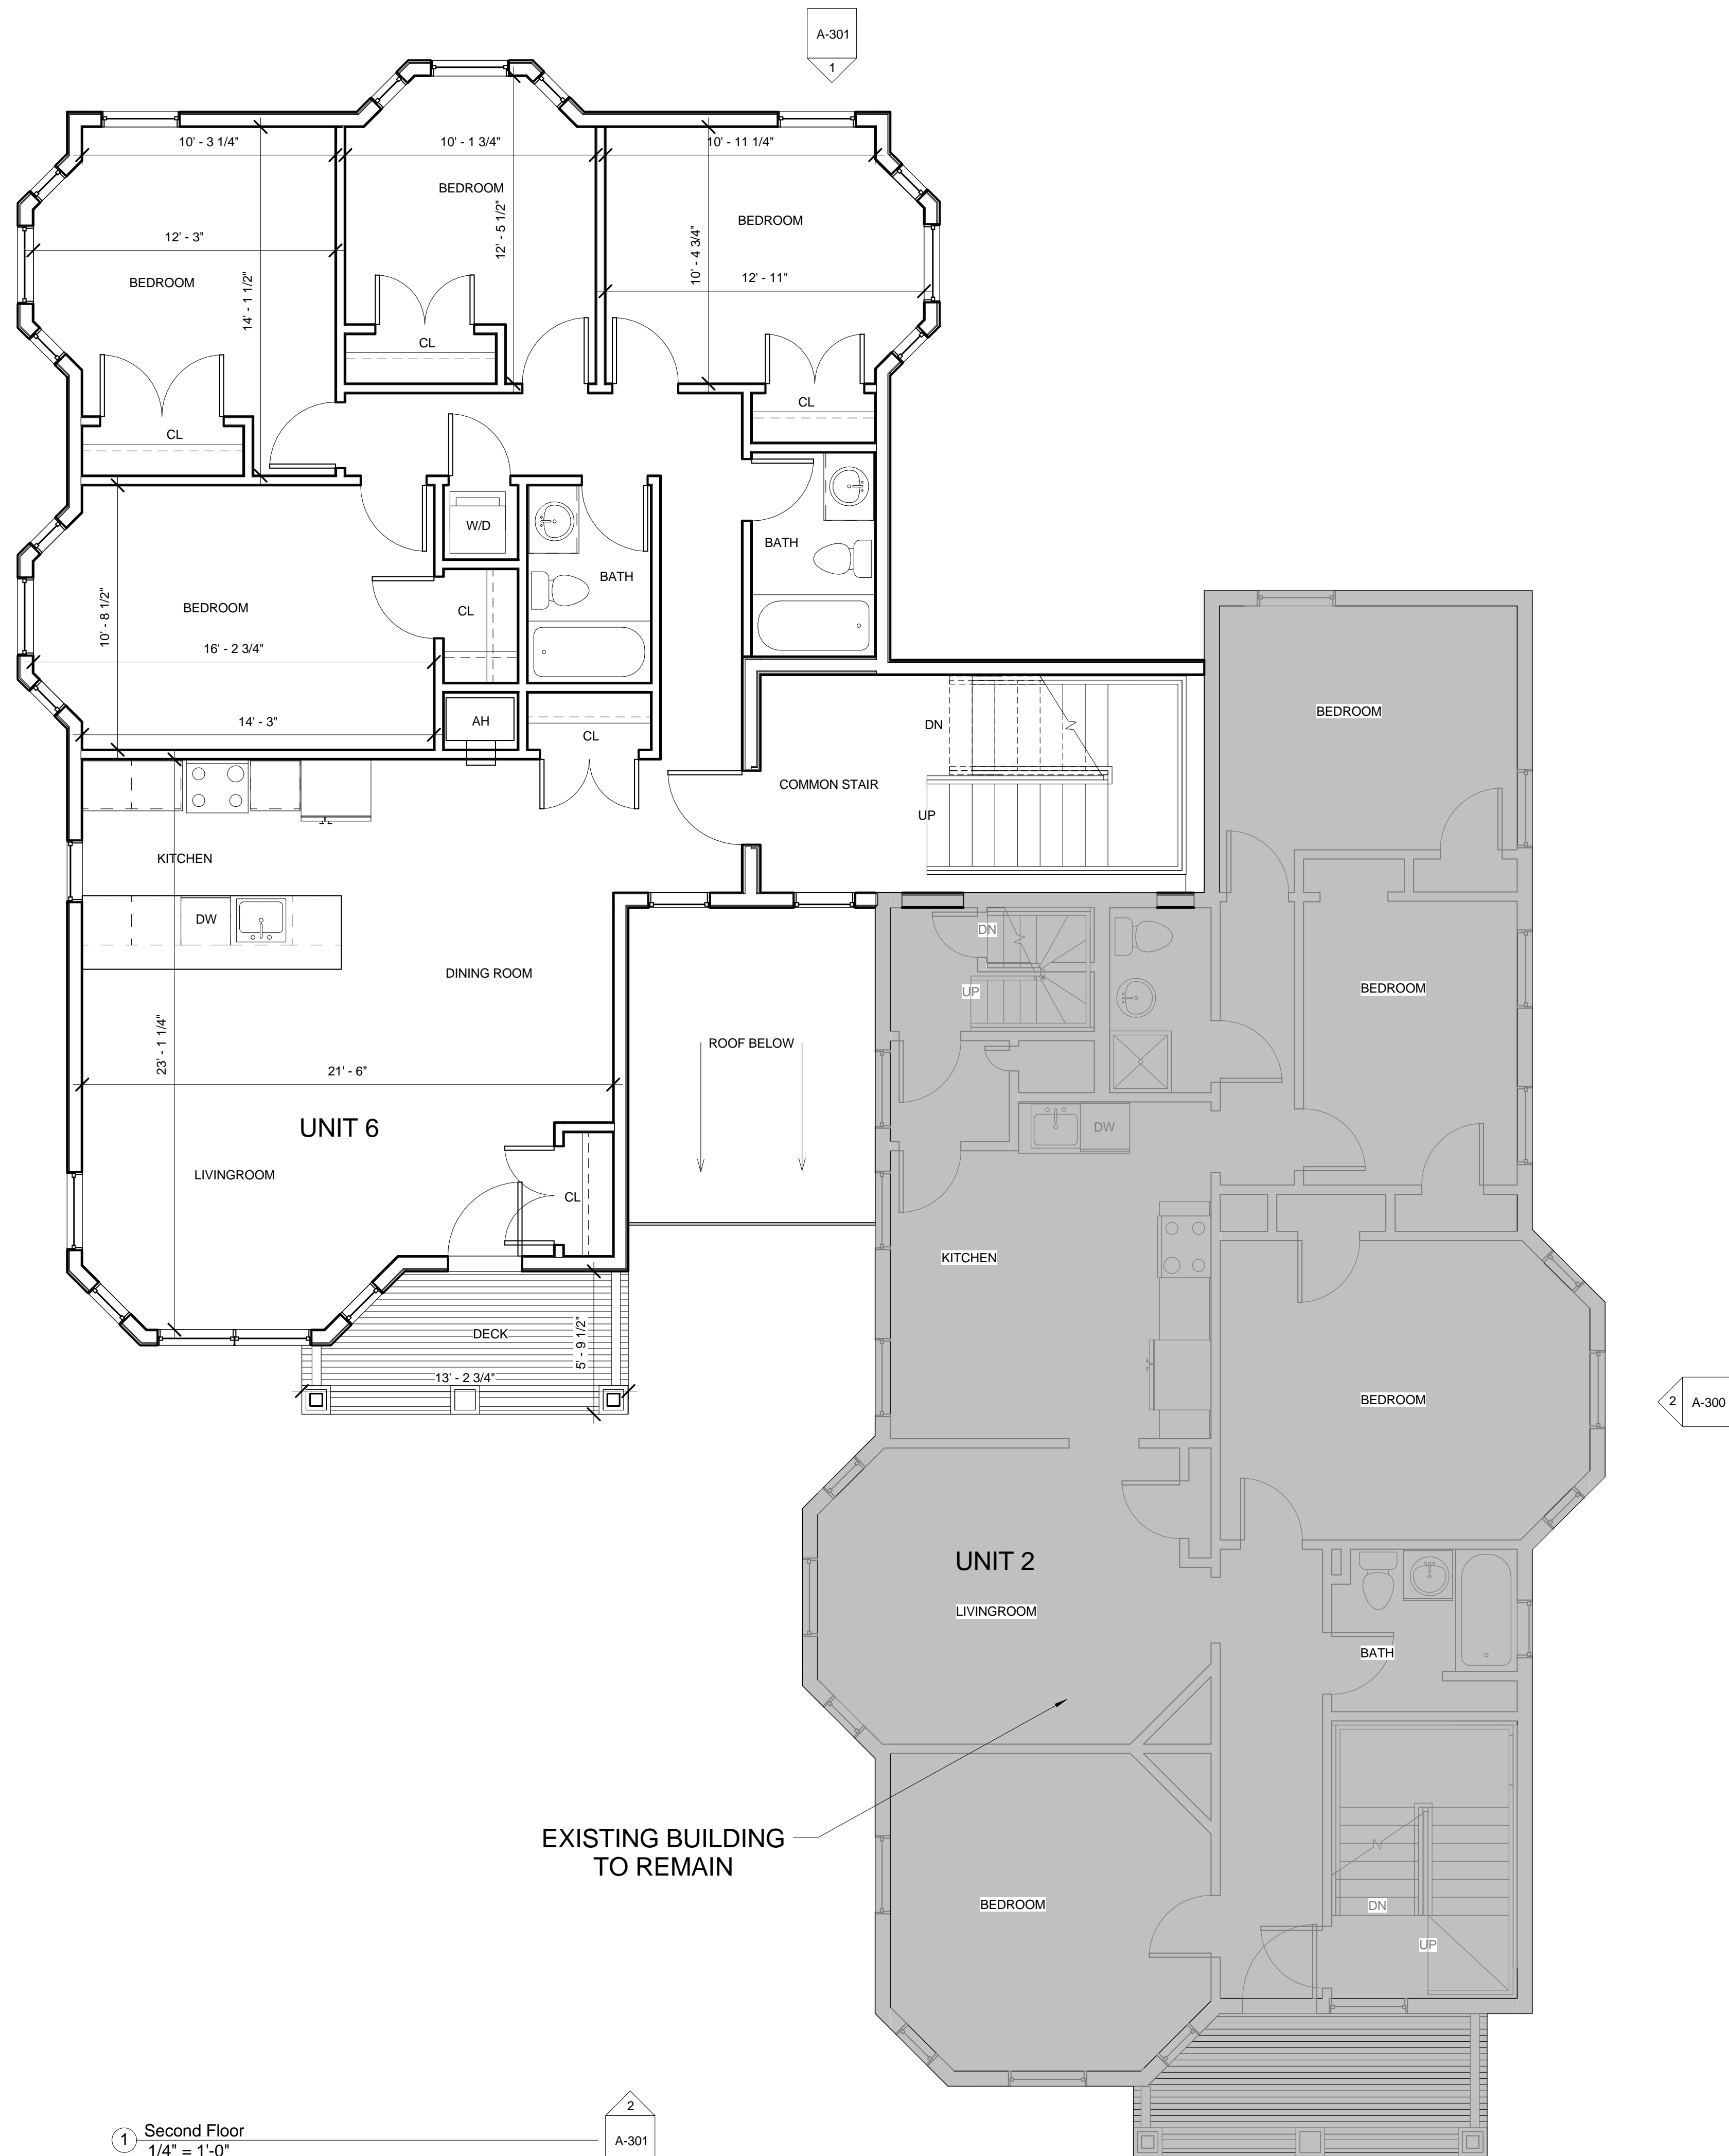 A-301
1
10' - 3 1/4"
10' - 1 3/4"
10' - 11 1/4"
BEDROOM
12' - 5 1/2"
BEDROOM
10' - 4 3/4"
12' - 3"
12' - 11"
BEDROOM
14' - 1 1/2"
CL
CL
CL
W/D
BATH
BATH
10' - 8 1/2"
BEDROOM
CL
16' - 2 3/4"
14' - 3"
AH
CL
DN
COMMON STAIR
UP
BEDROOM
KITCHEN
DW
DINING ROOM
DN
UP
BEDROOM
23' - 1 1/4"
ROOF BELOW
21' - 6"
UNIT 6
DW
LIVINGROOM
CL
KITCHEN
DECK
5' - 9 1/2"
13' - 2 3/4"
BEDROOM
2
A-300
UNIT 2
LIVINGROOM
BATH
EXISTING BUILDING
TO REMAIN
BEDROOM
DN
UP
2
A-301
1
Second Floor
1/4" = 1'-0"